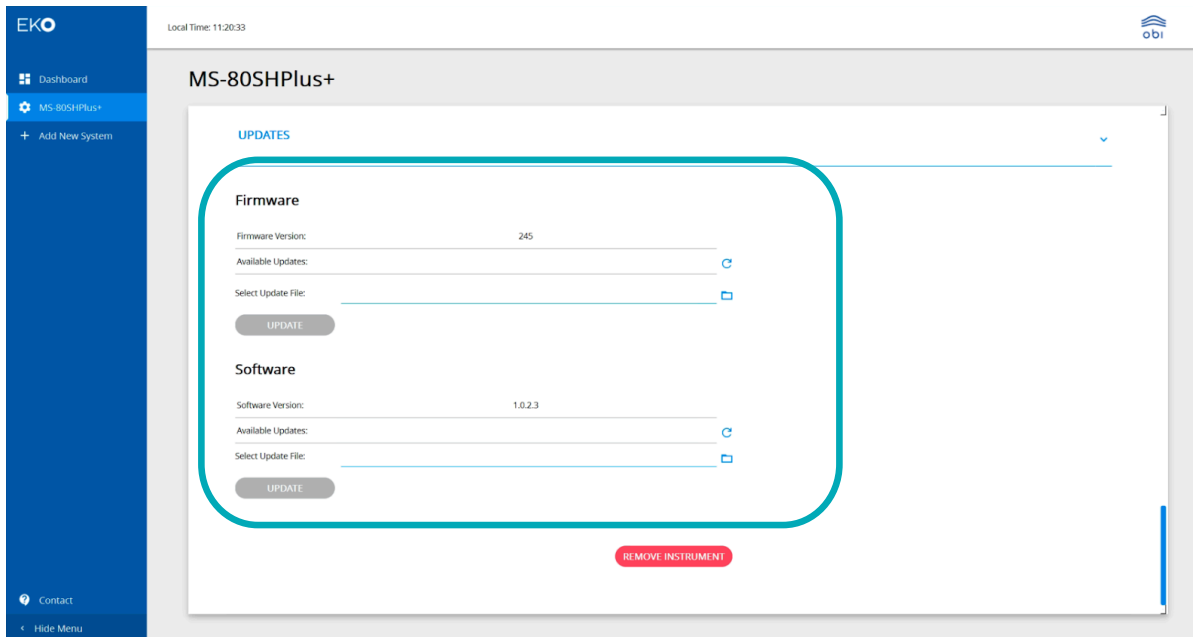 EKO
Local Time: 11:20:33
obi
Dashboard
MS-80SHPlus+
Add New System
MS-80SHPlus+
UPDATES
Firmware
Firmware Version: 245
Available Updates:
Select Update File:
UPDATE
Software
Software Version: 1.0.2.3
Available Updates:
Select Update File:
UPDATE
REMOVE INSTRUMENT
Contact
Hide Menu